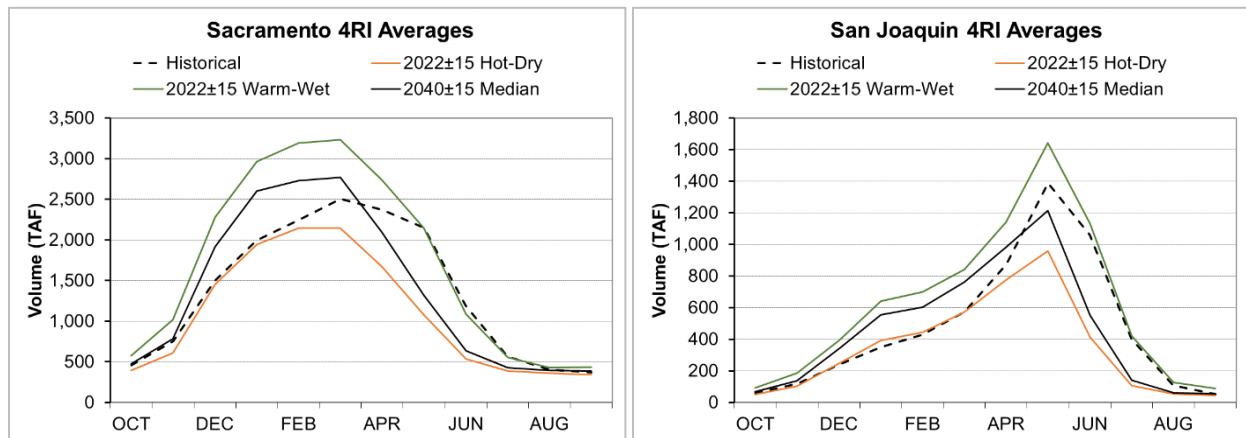 Sacramento 4RI Averages
Historical
2022±15 Hot-Dry
2022±15 Warm-Wet
2040±15 Median
Volume (TAF)
3,500
3,000
2,500
2,000
1,500
1,000
500
0
OCT DEC FEB APR JUN AUG
San Joaquin 4RI Averages
Historical
2022±15 Hot-Dry
2022±15 Warm-Wet
2040±15 Median
Volume (TAF)
1,800
1,600
1,400
1,200
1,000
800
600
400
200
0
OCT DEC FEB APR JUN AUG